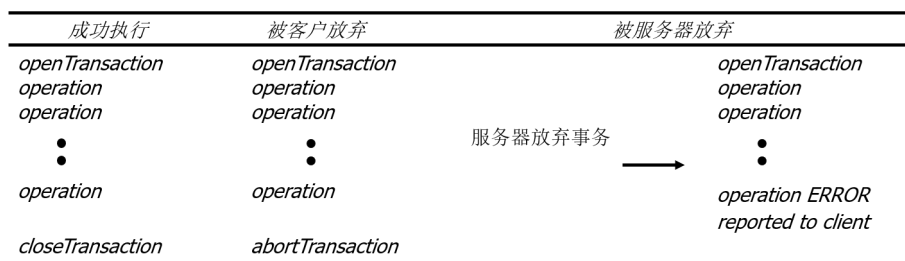 成功执行 被客户放弃 被服务器放弃
openTransaction openTransaction openTransaction
operation operation operation
operation operation operation
服务器放弃事务
operation operation operation ERROR
reported to client
closeTransaction abortTransaction